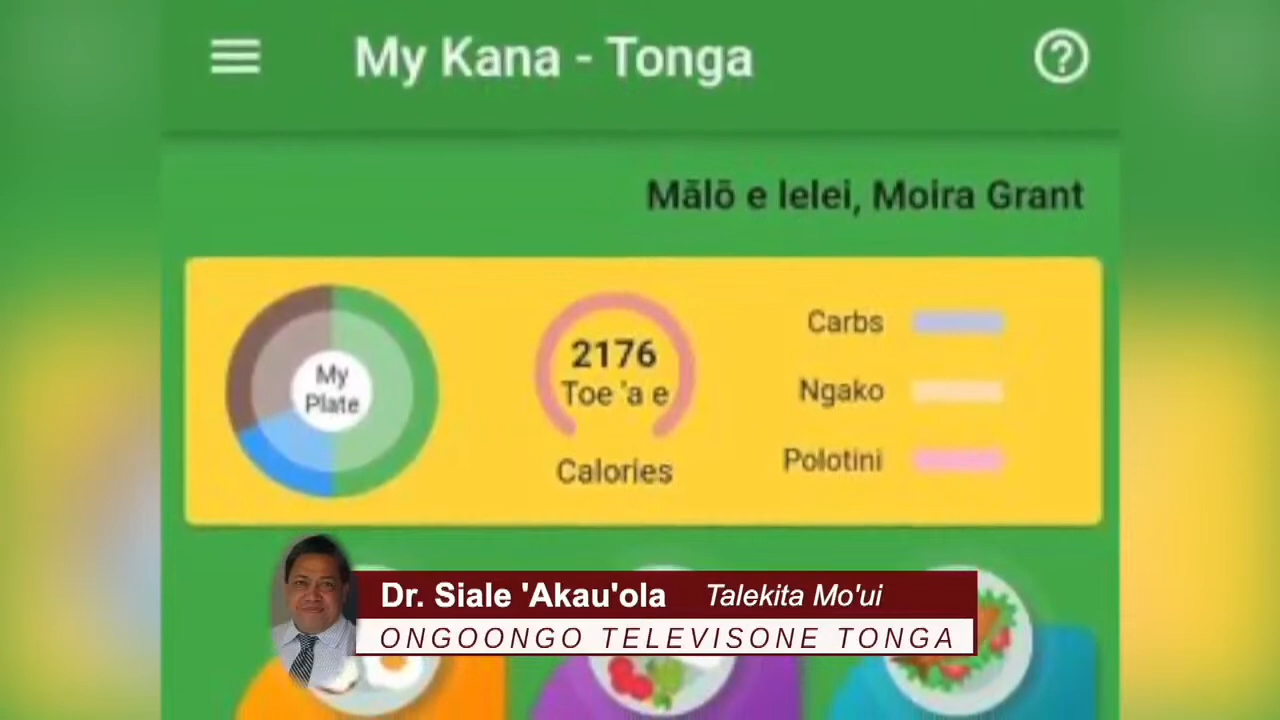 My Kana - Tonga
Mālō e lelei, Moira Grant
My
Plate
2176
Toe 'a e
Calories
Carbs
Ngako
Polotini
Dr. Siale 'Akau'ola Talekita Mo'ui
ONGOONGO TELEVISONE TONGA